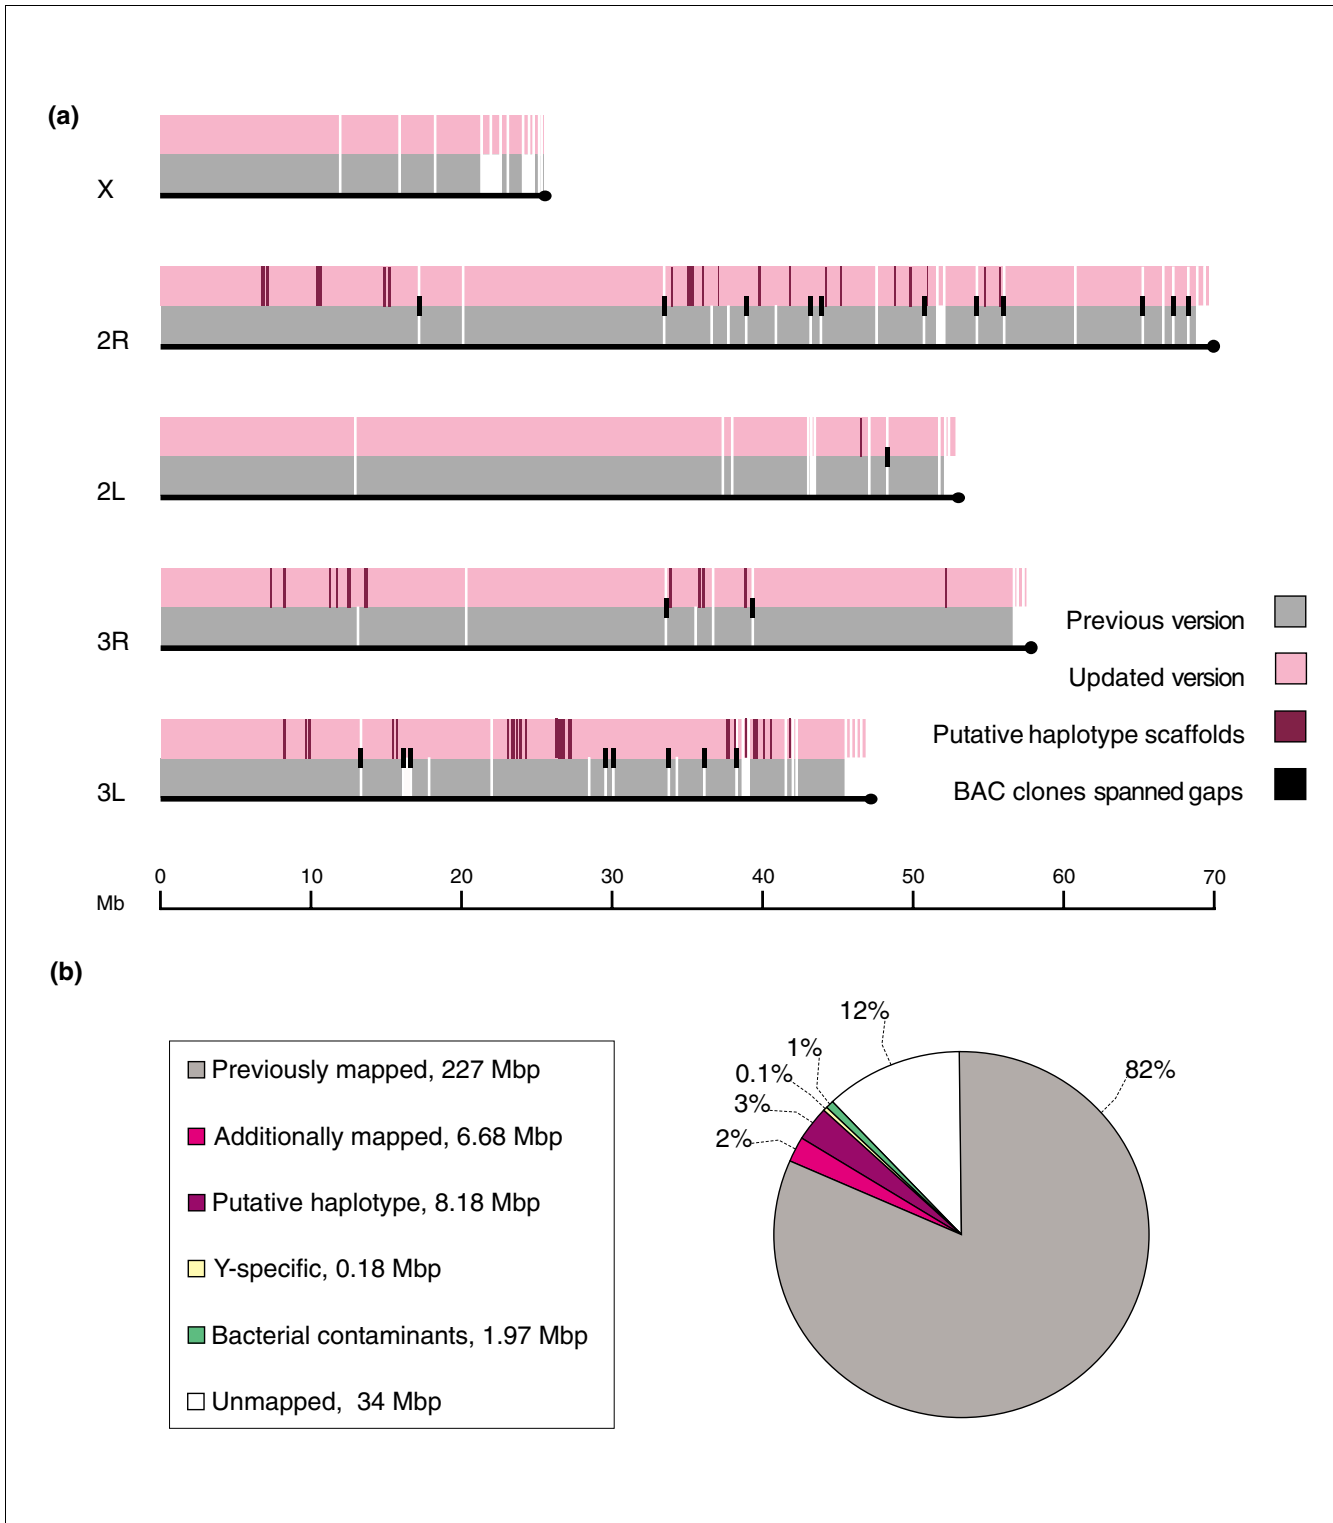 (a)
X
2R
2L
3R
3L
Previous version
Updated version
Putative haplotype scaffolds
BAC clones spanned gaps
0 10 20 30 40 50 60 70
Mb
(b)
Previously mapped, 227 Mbp
Additionally mapped, 6.68 Mbp
Putative haplotype, 8.18 Mbp
Y-specific, 0.18 Mbp
Bacterial contaminants, 1.97 Mbp
Unmapped, 34 Mbp
12%
1%
0.1%
3%
2%
82%